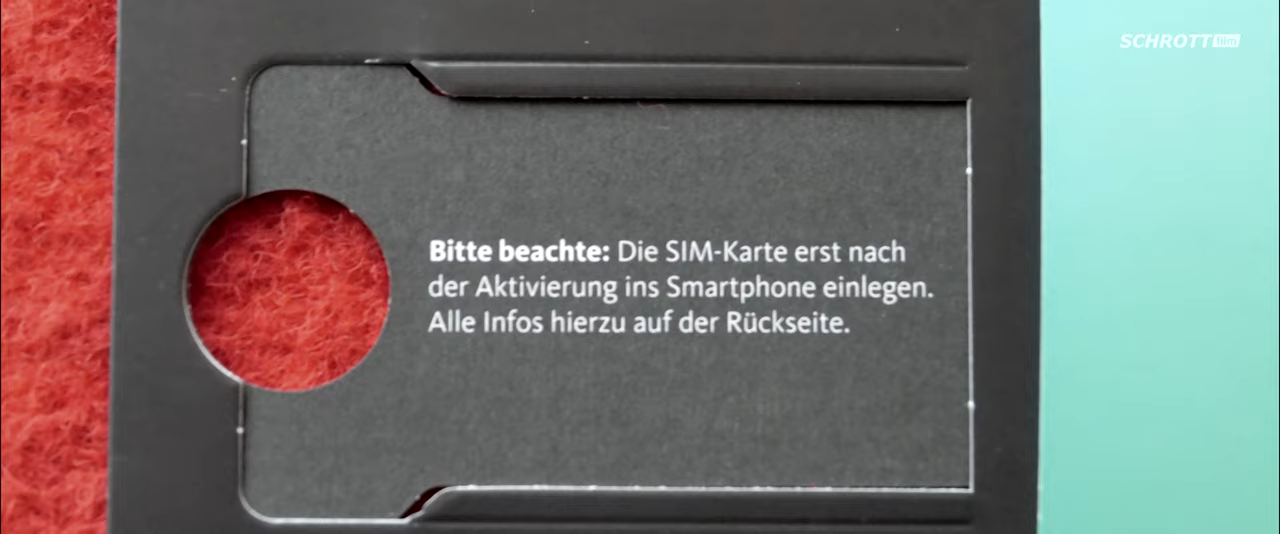 SCHROTT film
Bitte beachte: Die SIM-Karte erst nach
der Aktivierung ins Smartphone einlegen.
Alle Infos hierzu auf der Rückseite.